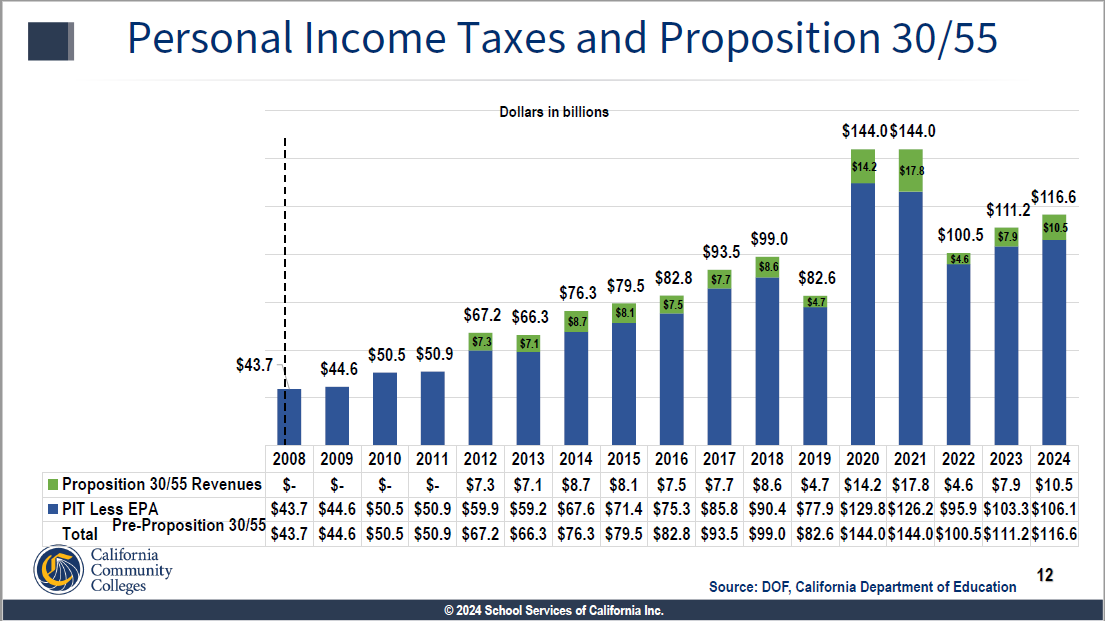 Personal Income Taxes and Proposition 30/55
Dollars in billions
$43.7
$44.6
$50.5
$50.9
$67.2
$7.3
$66.3
$7.1
$76.3
$8.7
$79.5
$8.1
$82.8
$7.5
$93.5
$7.7
$99.0
$8.6
$82.6
$4.7
$144.0
$14.2
$144.0
$17.8
$100.5
$4.6
$111.2
$7.9
$116.6
$10.5
2008 2009 2010 2011 2012 2013 2014 2015 2016 2017 2018 2019 2020 2021 2022 2023 2024
Proposition 30/55 Revenues $- $- $- $- $7.3 $7.1 $8.7 $8.1 $7.5 $7.7 $8.6 $4.7 $14.2 $17.8 $4.6 $7.9 $10.5
PIT Less EPA $43.7 $44.6 $50.5 $50.9 $59.9 $59.2 $67.6 $71.4 $75.3 $85.8 $90.4 $77.9 $129.8 $126.2 $95.9 $103.3 $106.1
Pre-Proposition 30/55
Total $43.7 $44.6 $50.5 $50.9 $67.2 $66.3 $76.3 $79.5 $82.8 $93.5 $99.0 $82.6 $144.0 $144.0 $100.5 $111.2 $116.6
California
Community
Colleges
Source: DOF, California Department of Education
12
© 2024 School Services of California Inc.